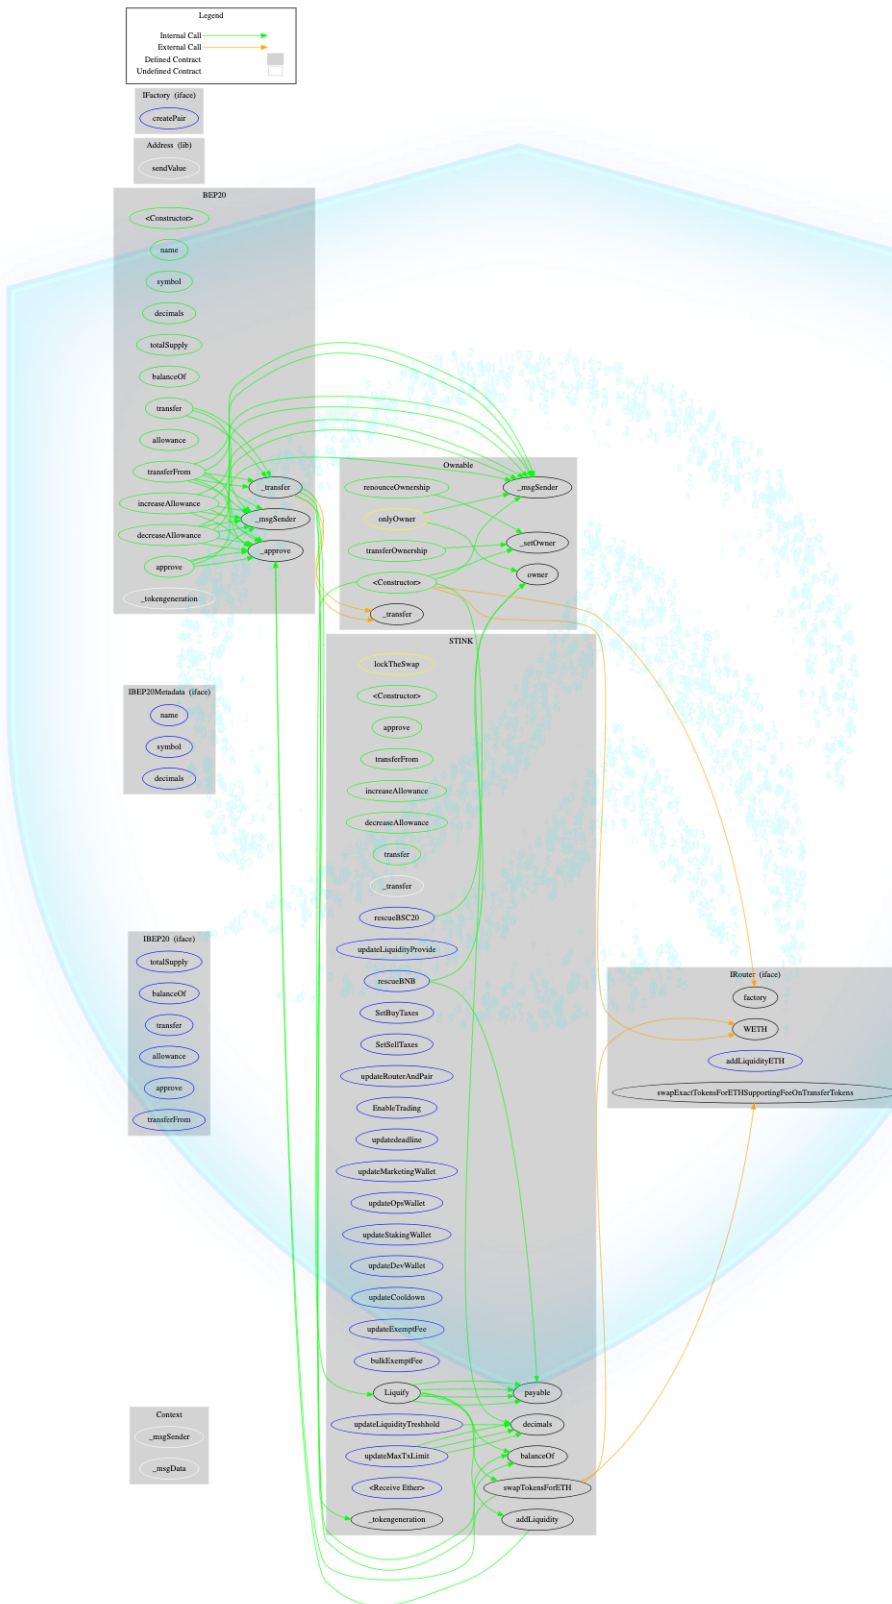 Legend
Internal Call
External Call
Defined Contract
Undefined Contract
IFactory (iface)
createPair
Address (lib)
sendValue
BEP20
<Constructor>
name
symbol
decimals
totalSupply
balanceOf
transfer
allowance
transferFrom
increaseAllowance
decreaseAllowance
approve
_tokengeneration
_transfer
_msgSender
_approve
Ownable
renounceOwnership
onlyOwner
transferOwnership
<Constructor>
_transfer
_msgSender
_setOwner
owner
STINK
lockTheSwap
<Constructor>
approve
transferFrom
increaseAllowance
decreaseAllowance
transfer
_transfer
rescueBSC20
updateLiquidityProvide
rescueBNB
SetBuyTaxes
SetSellTaxes
updateRouterAndPair
EnableTrading
updatedeadline
updateMarketingWallet
updateOpsWallet
updateStakingWallet
updateDevWallet
updateCooldown
updateExemptFee
bulkExemptFee
Liquify
updateLiquidityTreshhold
updateMaxTxLimit
<Receive Ether>
_tokengeneration
payable
decimals
balanceOf
swapTokensForETH
addLiquidity
IBEP20Metadata (iface)
name
symbol
decimals
IBEP20 (iface)
totalSupply
balanceOf
transfer
allowance
approve
transferFrom
IRouter (iface)
factory
WETH
addLiquidityETH
swapExactTokensForETHSupportingFeeOnTransferTokens
Context
_msgSender
_msgData